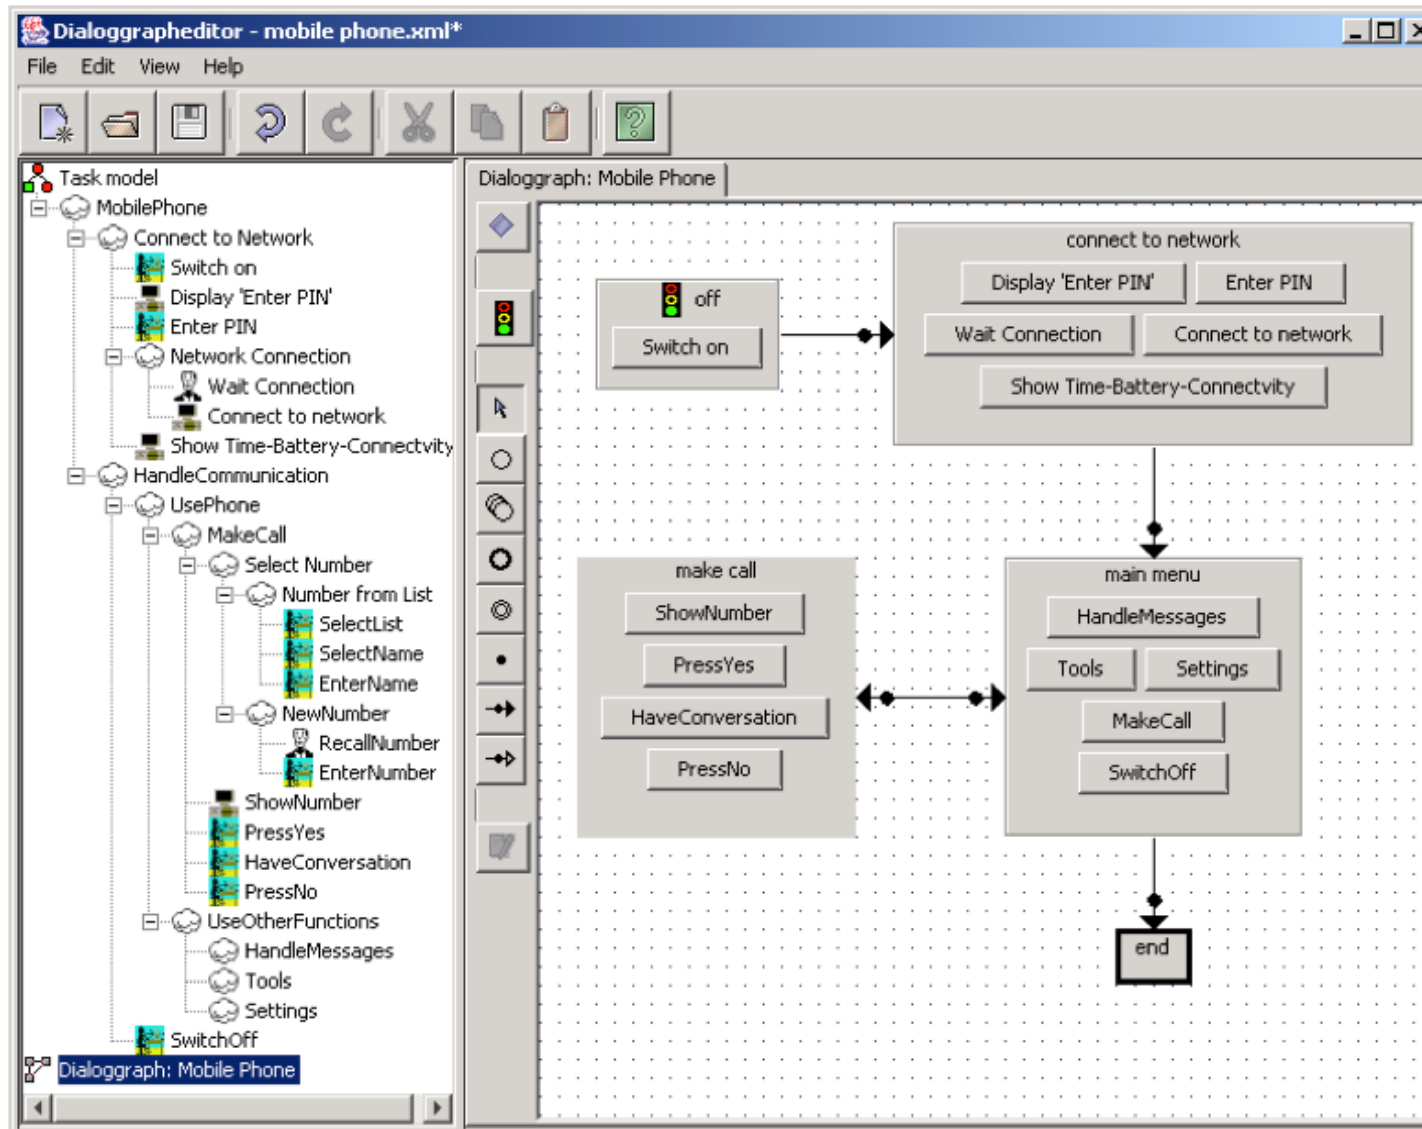 Dialoggrapheditor - mobile phone.xml*
File Edit View Help
Task model
MobilePhone
Connect to Network
Switch on
Display 'Enter PIN'
Enter PIN
Network Connection
Wait Connection
Connect to network
Show Time-Battery-Connectvity
HandleCommunication
UsePhone
MakeCall
Select Number
Number from List
SelectList
SelectName
EnterName
NewNumber
RecallNumber
EnterNumber
ShowNumber
PressYes
HaveConversation
PressNo
UseOtherFunctions
HandleMessages
Tools
Settings
SwitchOff
Dialoggraph: Mobile Phone
Dialoggraph: Mobile Phone
off
Switch on
connect to network
Display 'Enter PIN' Enter PIN
Wait Connection Connect to network
Show Time-Battery-Connectvity
make call
ShowNumber
PressYes
HaveConversation
PressNo
main menu
HandleMessages
Tools Settings
MakeCall
SwitchOff
end